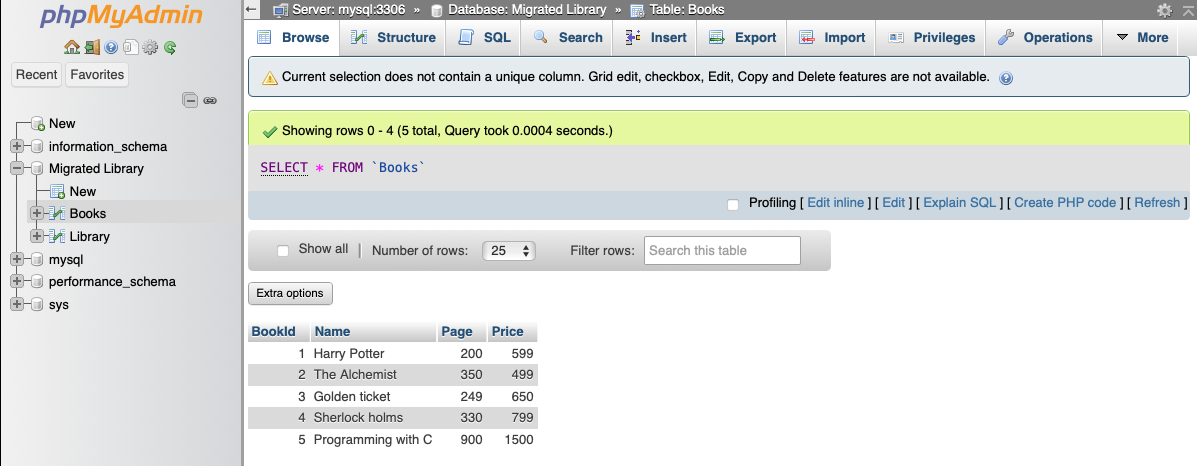 phpMyAdmin
Recent Favorites
New
information_schema
Migrated Library
New
Books
Library
mysql
performance_schema
sys
Server: mysql:3306 » Database: Migrated Library » Table: Books
Browse Structure SQL Search Insert Export Import Privileges Operations More
Current selection does not contain a unique column. Grid edit, checkbox, Edit, Copy and Delete features are not available.
Showing rows 0 - 4 (5 total, Query took 0.0004 seconds.)
SELECT * FROM `Books`
Profiling [ Edit inline ] [ Edit ] [ Explain SQL ] [ Create PHP code ] [ Refresh ]
Show all | Number of rows: 25 Filter rows: Search this table
Extra options
BookId Name Page Price
1 Harry Potter 200 599
2 The Alchemist 350 499
3 Golden ticket 249 650
4 Sherlock holms 330 799
5 Programming with C 900 1500